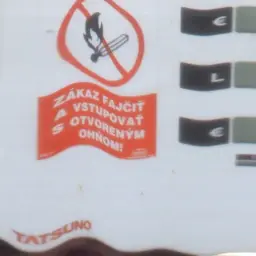 €
L
€
ZÁKAZ FAJČIŤ
A VSTUPOVAŤ
S OTVORENÝM
OHŇOM!
TATSUNO